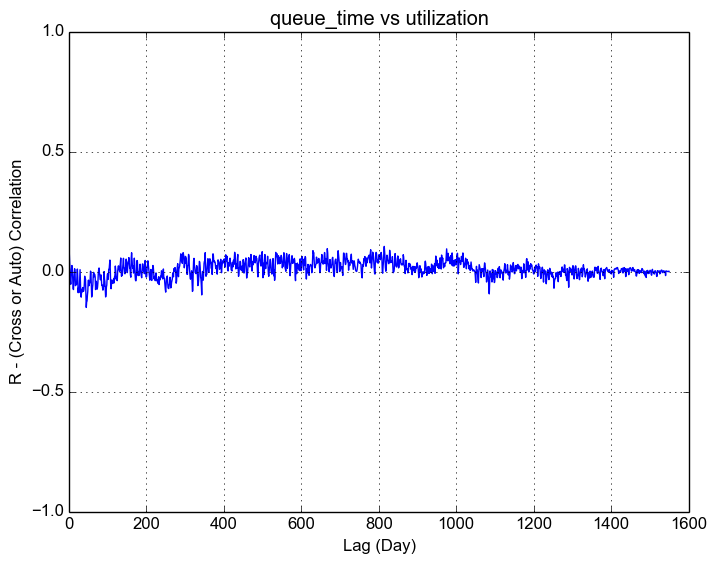 queue_time vs utilization
1.0
0.5
0.0
−0.5
−1.0
R - (Cross or Auto) Correlation
0 200 400 600 800 1000 1200 1400 1600
Lag (Day)